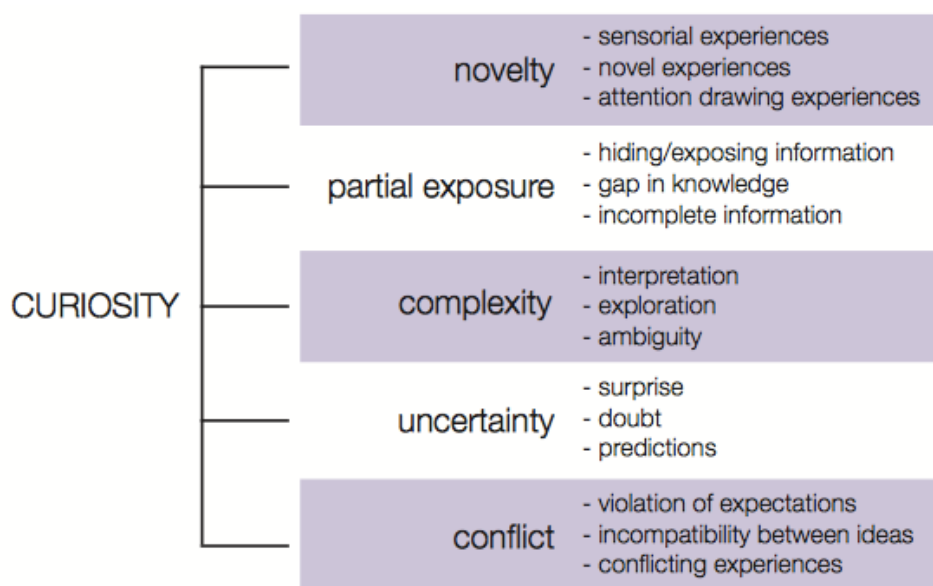 novelty
- sensorial experiences
- novel experiences
- attention drawing experiences
partial exposure
- hiding/exposing information
- gap in knowledge
- incomplete information
CURIOSITY
complexity
- interpretation
- exploration
- ambiguity
uncertainty
- surprise
- doubt
- predictions
conflict
- violation of expectations
- incompatibility between ideas
- conflicting experiences